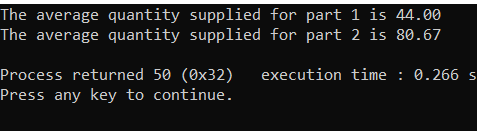 The average quantity supplied for part 1 is 44.00
The average quantity supplied for part 2 is 80.67
Process returned 50 (0x32)   execution time : 0.266 s
Press any key to continue.